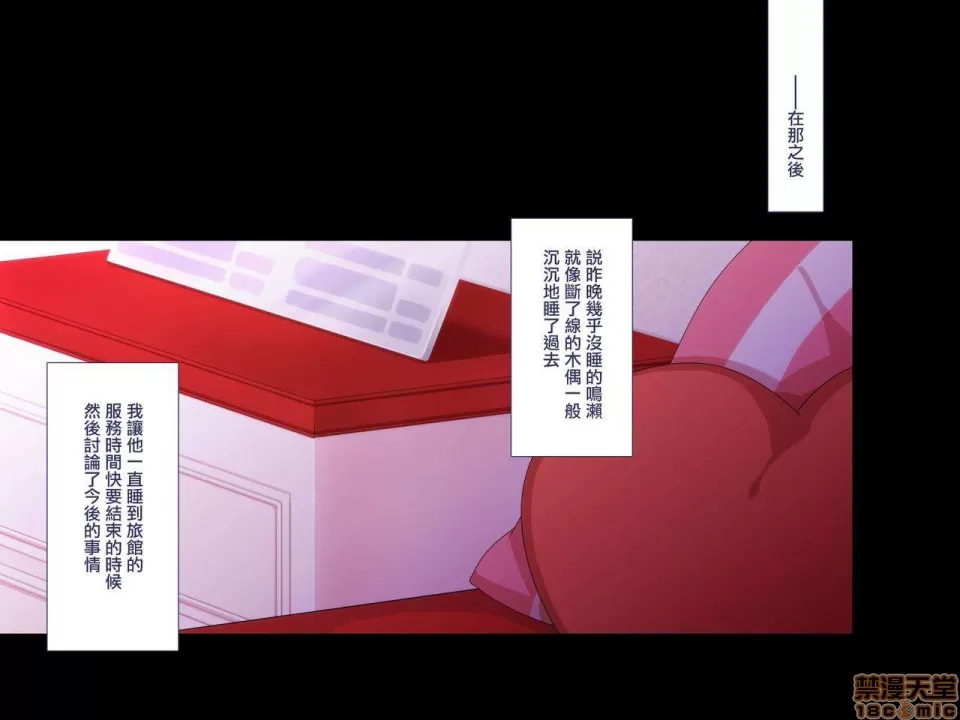 ——在那之後
説昨晚幾乎沒睡的鳴瀨
就像斷了線的木偶一般
沉沉地睡了過去
我讓他一直睡到旅館的
服務時間快要結束的時候
然後討論了今後的事情
禁漫天堂
18comic